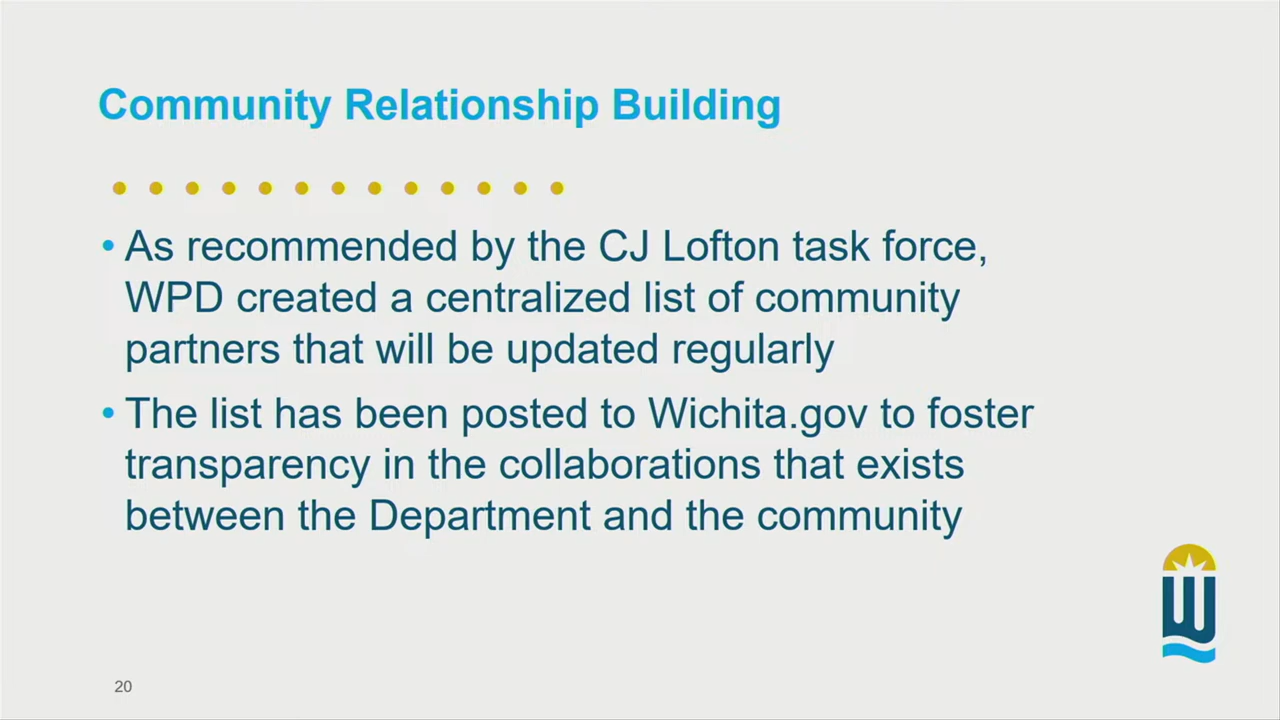 Community Relationship Building
• As recommended by the CJ Lofton task force,
WPD created a centralized list of community
partners that will be updated regularly
• The list has been posted to Wichita.gov to foster
transparency in the collaborations that exists
between the Department and the community
W
20